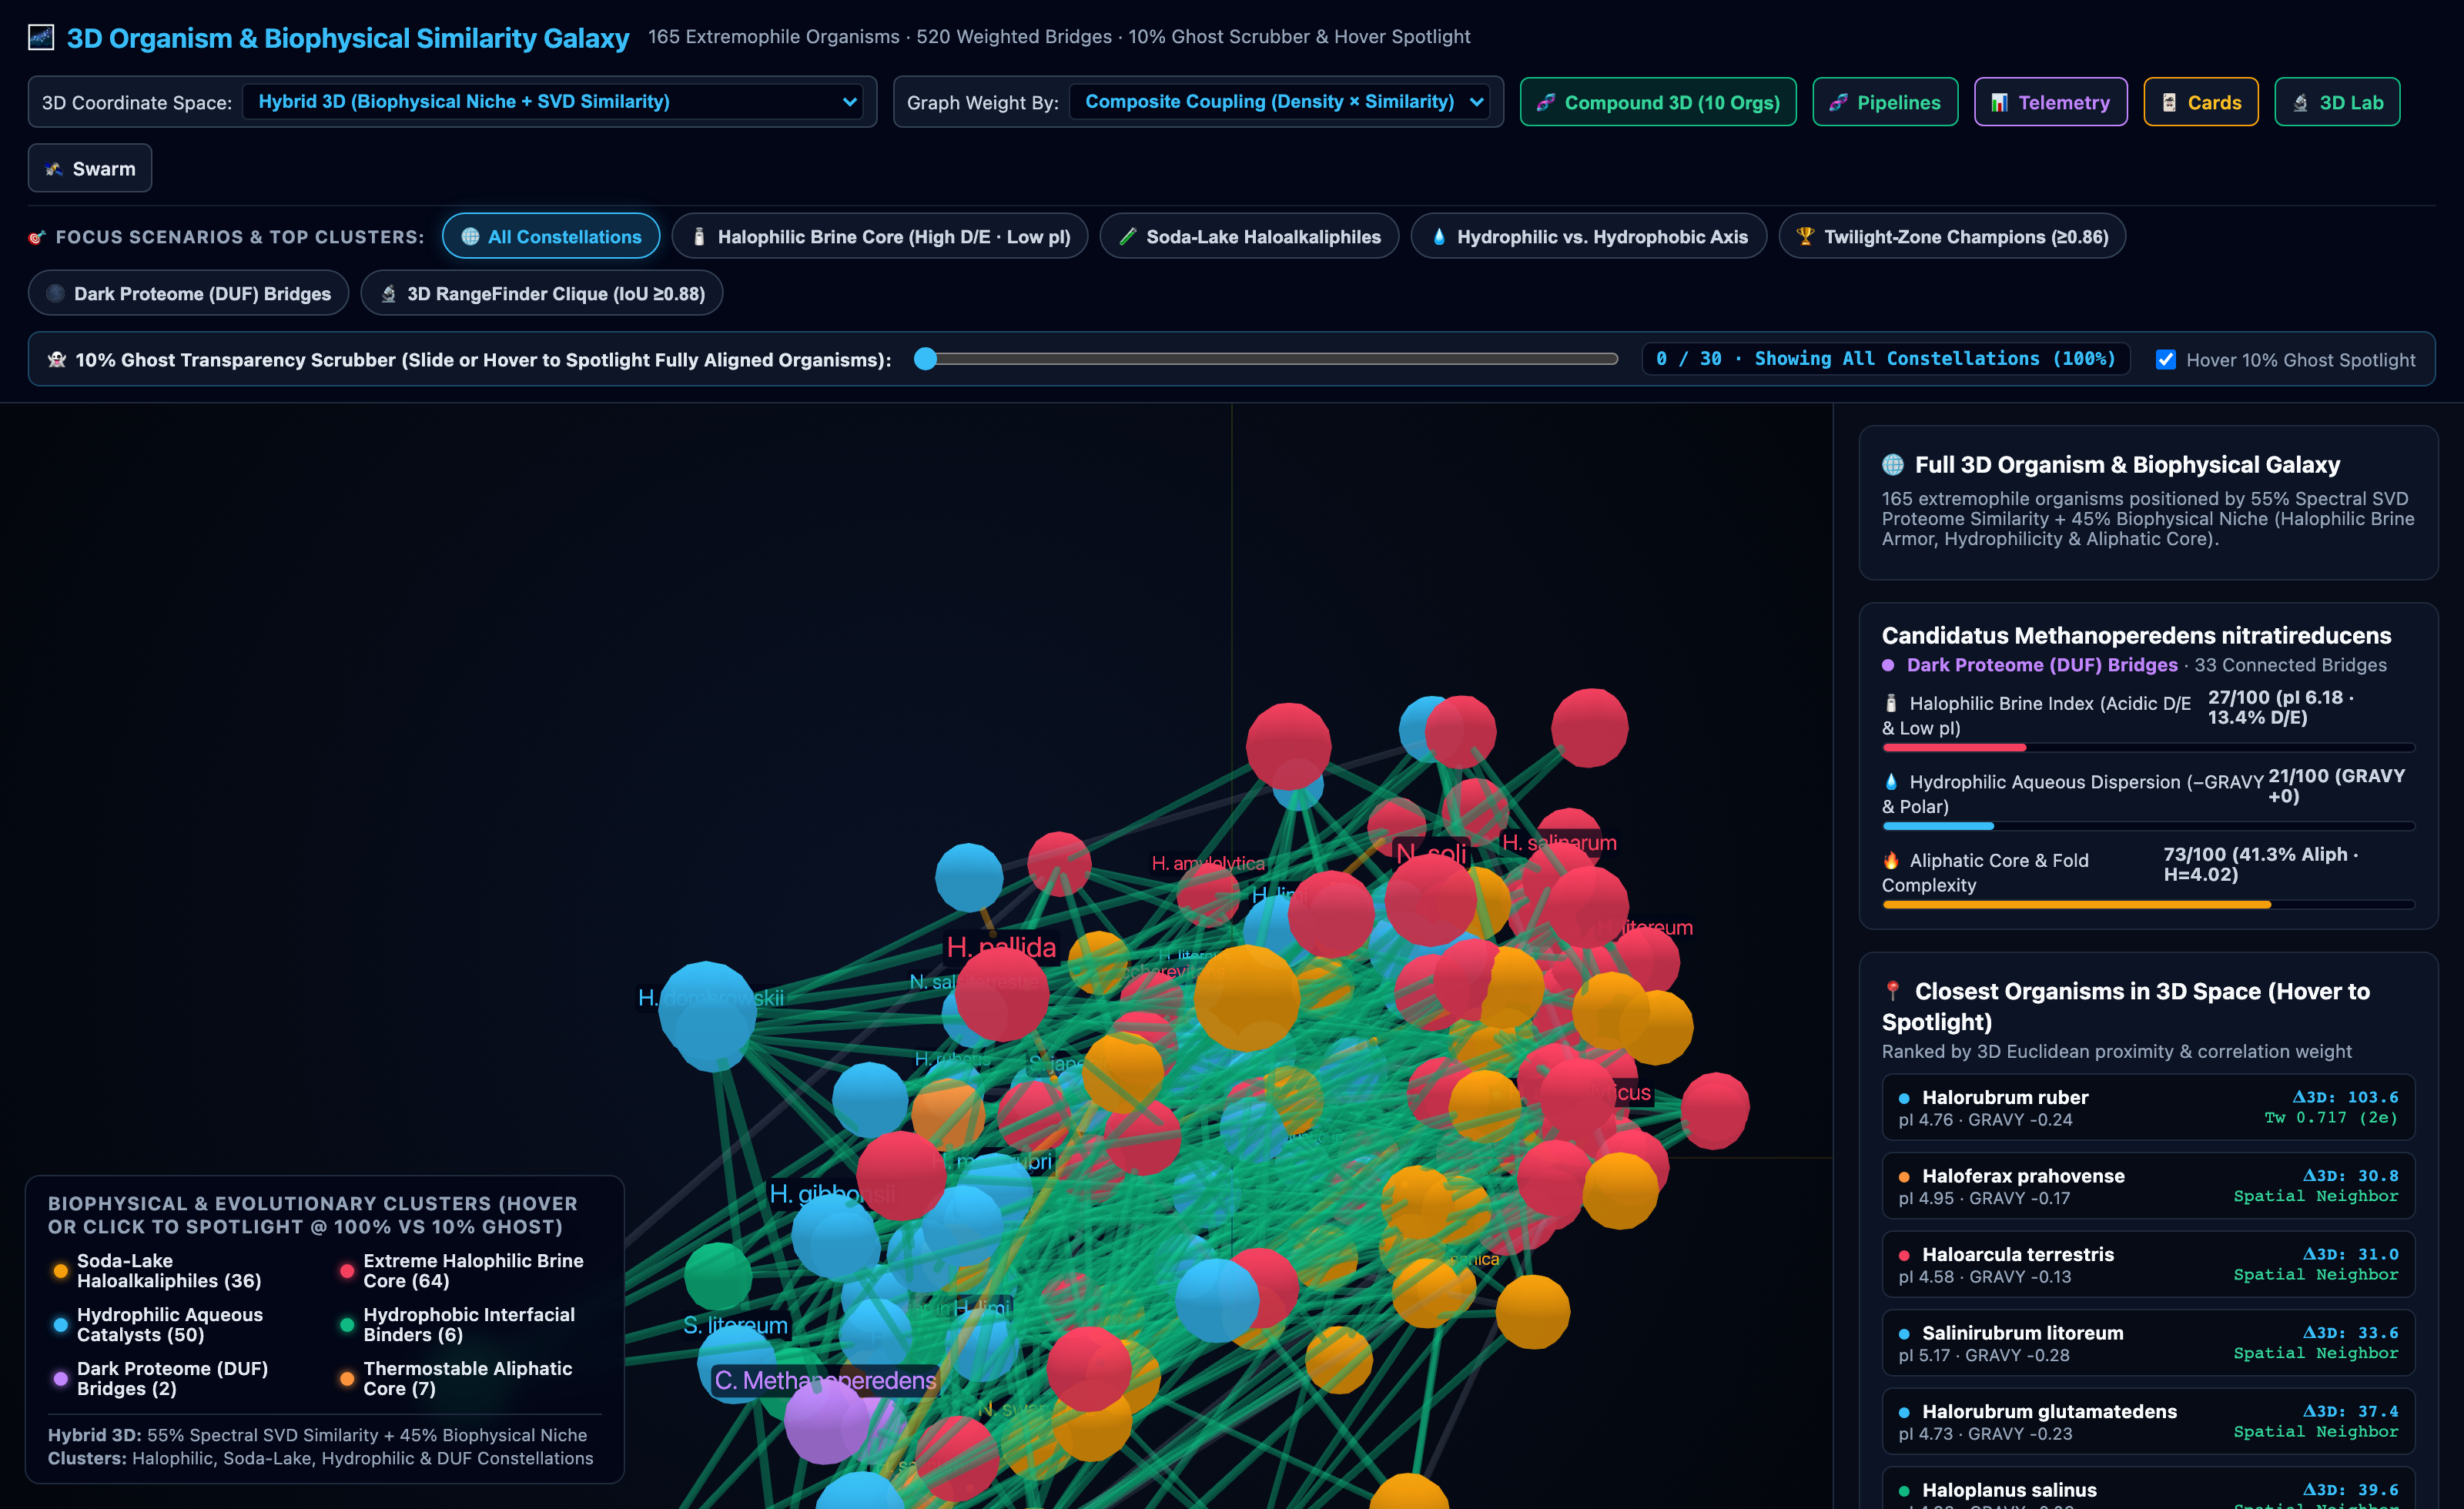 3D Organism & Biophysical Similarity Galaxy
165 Extremophile Organisms · 520 Weighted Bridges · 10% Ghost Scrubber & Hover Spotlight
3D Coordinate Space:
Hybrid 3D (Biophysical Niche + SVD Similarity)
Graph Weight By:
Composite Coupling (Density × Similarity)
Compound 3D (10 Orgs)
Pipelines
Telemetry
Cards
3D Lab
Swarm
FOCUS SCENARIOS & TOP CLUSTERS:
All Constellations
Halophilic Brine Core (High D/E · Low pI)
Soda-Lake Haloalkaliphiles
Hydrophilic vs. Hydrophobic Axis
Twilight-Zone Champions (≥0.86)
Dark Proteome (DUF) Bridges
3D RangeFinder Clique (IoU ≥0.88)
10% Ghost Transparency Scrubber (Slide or Hover to Spotlight Fully Aligned Organisms):
0 / 30 · Showing All Constellations (100%)
Hover 10% Ghost Spotlight
H. amylolytica
N. soli
H. salinarum
H. limi
H. litoreum
H. pallida
N. saliterrestris
H. dombrowskii
H. rubeus
H. gibbonsii
H. limi
S. litoreum
C. Methanoperedens
BIOPHYSICAL & EVOLUTIONARY CLUSTERS (HOVER
OR CLICK TO SPOTLIGHT @ 100% VS 10% GHOST)
Soda-Lake
Haloalkaliphiles (36)
Extreme Halophilic Brine
Core (64)
Hydrophilic Aqueous
Catalysts (50)
Hydrophobic Interfacial
Binders (6)
Dark Proteome (DUF)
Bridges (2)
Thermostable Aliphatic
Core (7)
Hybrid 3D: 55% Spectral SVD Similarity + 45% Biophysical Niche
Clusters: Halophilic, Soda-Lake, Hydrophilic & DUF Constellations
Full 3D Organism & Biophysical Galaxy
165 extremophile organisms positioned by 55% Spectral SVD
Proteome Similarity + 45% Biophysical Niche (Halophilic Brine
Armor, Hydrophilicity & Aliphatic Core).
Candidatus Methanoperedens nitratireducens
Dark Proteome (DUF) Bridges · 33 Connected Bridges
Halophilic Brine Index (Acidic D/E
& Low pI)
27/100 (pI 6.18 ·
13.4% D/E)
Hydrophilic Aqueous Dispersion (−GRAVY
& Polar)
21/100 (GRAVY
+0)
Aliphatic Core & Fold
Complexity
73/100 (41.3% Aliph ·
H=4.02)
Closest Organisms in 3D Space (Hover to
Spotlight)
Ranked by 3D Euclidean proximity & correlation weight
Halorubrum ruber
Δ3D: 103.6
pI 4.76 · GRAVY -0.24
Tw 0.717 (2e)
Haloferax prahovense
Δ3D: 30.8
pI 4.95 · GRAVY -0.17
Spatial Neighbor
Haloarcula terrestris
Δ3D: 31.0
pI 4.58 · GRAVY -0.13
Spatial Neighbor
Salinirubrum litoreum
Δ3D: 33.6
pI 5.17 · GRAVY -0.28
Spatial Neighbor
Halorubrum glutamatedens
Δ3D: 37.4
pI 4.73 · GRAVY -0.23
Spatial Neighbor
Haloplanus salinus
Δ3D: 39.6